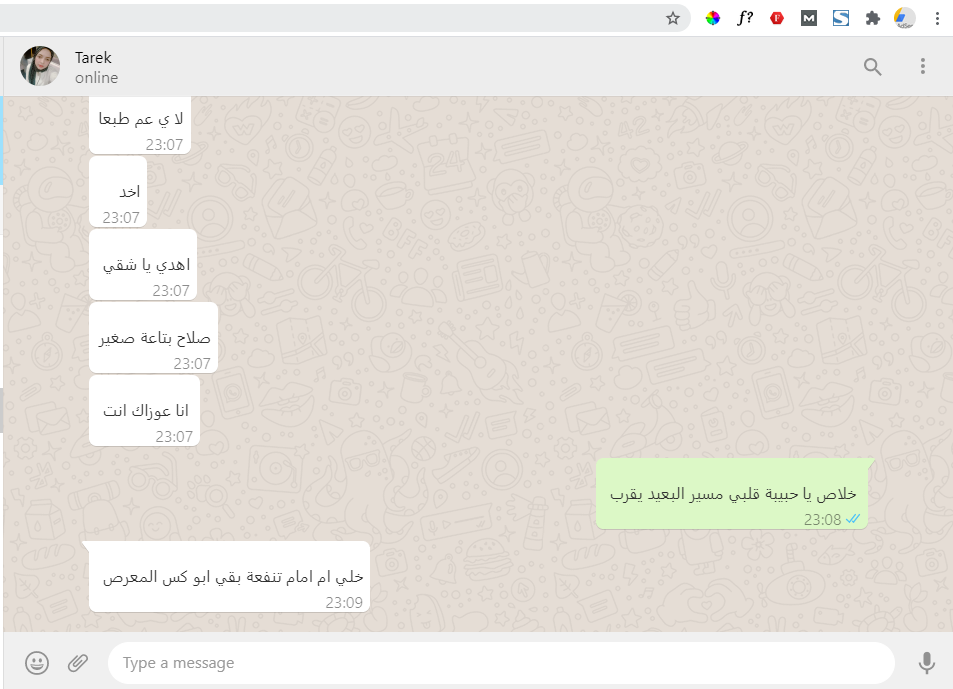 f?
F
M
S
Tarek
online
لا ي عم طبعا
23:07
اخد
23:07
اهدي يا شقي
23:07
صلاح بتاعة صغير
23:07
انا عوزاك انت
23:07
خلاص يا حبيبة قلبي مسير البعيد يقرب
23:08
خلي ام امام تنفعة بقي ابو كس المعرص
23:09
Type a message